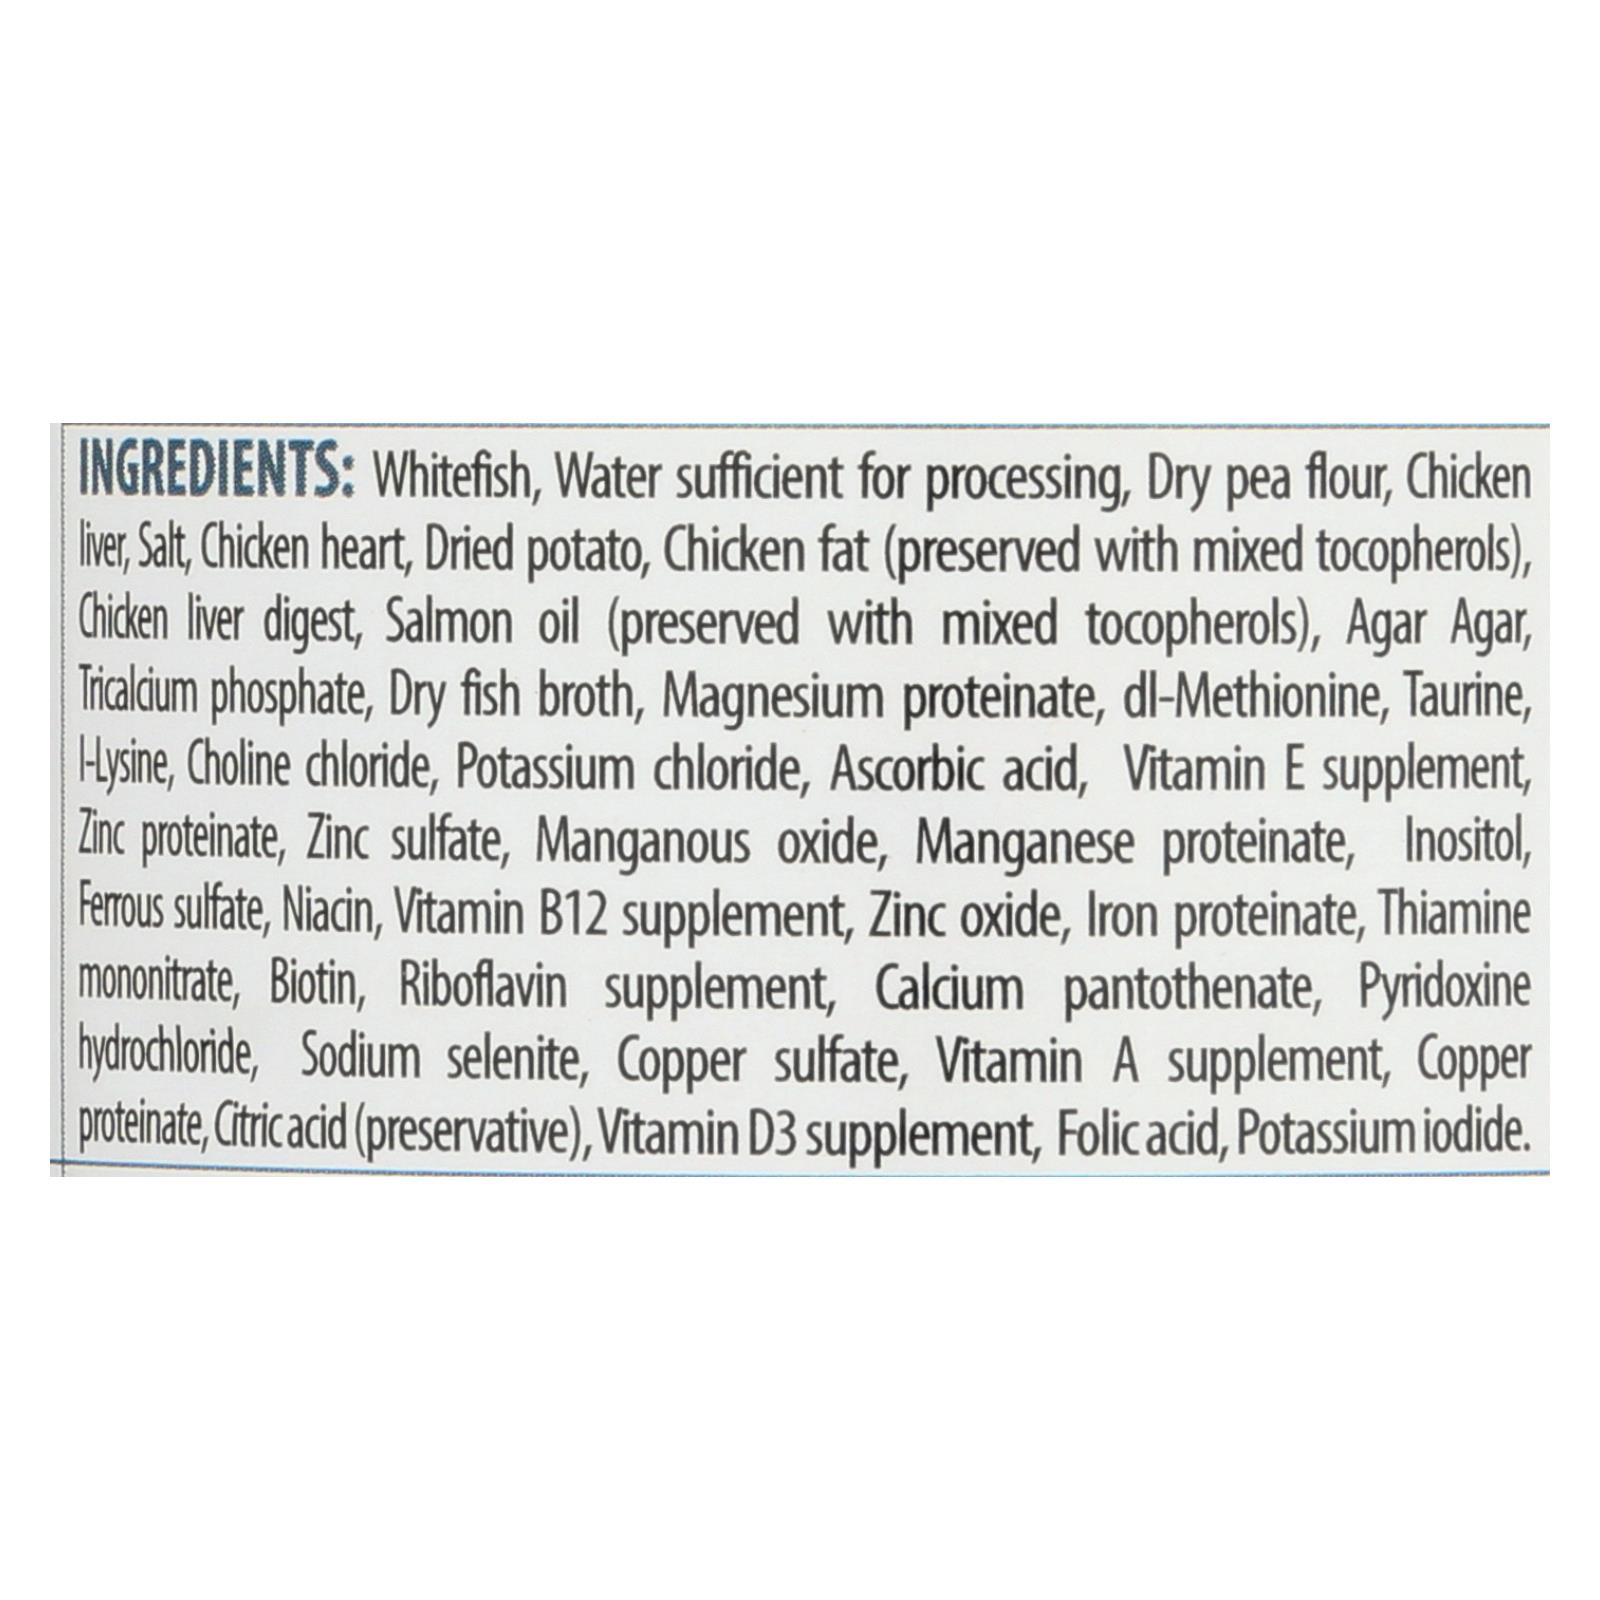 INGREDIENTS: Whitefish, Water sufficient for processing, Dry pea flour, Chicken
liver, Salt, Chicken heart, Dried potato, Chicken fat (preserved with mixed tocopherols),
Chicken liver digest, Salmon oil (preserved with mixed tocopherols), Agar Agar,
Tricalcium phosphate, Dry fish broth, Magnesium proteinate, dl-Methionine, Taurine,
l-Lysine, Choline chloride, Potassium chloride, Ascorbic acid, Vitamin E supplement,
Zinc proteinate, Zinc sulfate, Manganous oxide, Manganese proteinate, Inositol,
Ferrous sulfate, Niacin, Vitamin B12 supplement, Zinc oxide, Iron proteinate, Thiamine
mononitrate, Biotin, Riboflavin supplement, Calcium pantothenate, Pyridoxine
hydrochloride, Sodium selenite, Copper sulfate, Vitamin A supplement, Copper
proteinate, Citric acid (preservative), Vitamin D3 supplement, Folic acid, Potassium iodide.